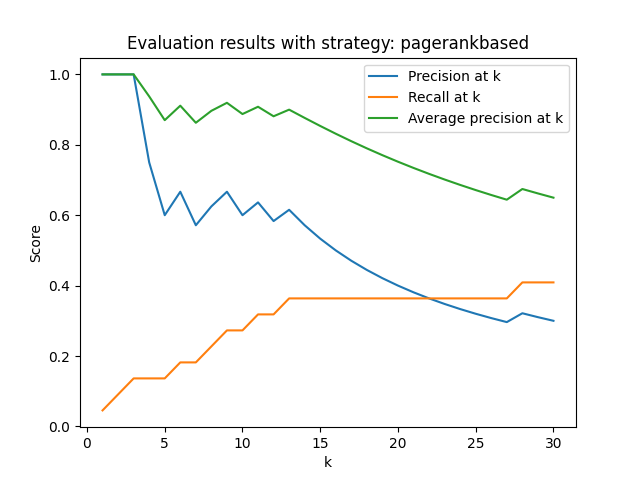 Evaluation results with strategy: pagerankbased
1.0
0.8
0.6
0.4
0.2
0.0
Score
Precision at k
Recall at k
Average precision at k
0 5 10 15 20 25 30
k